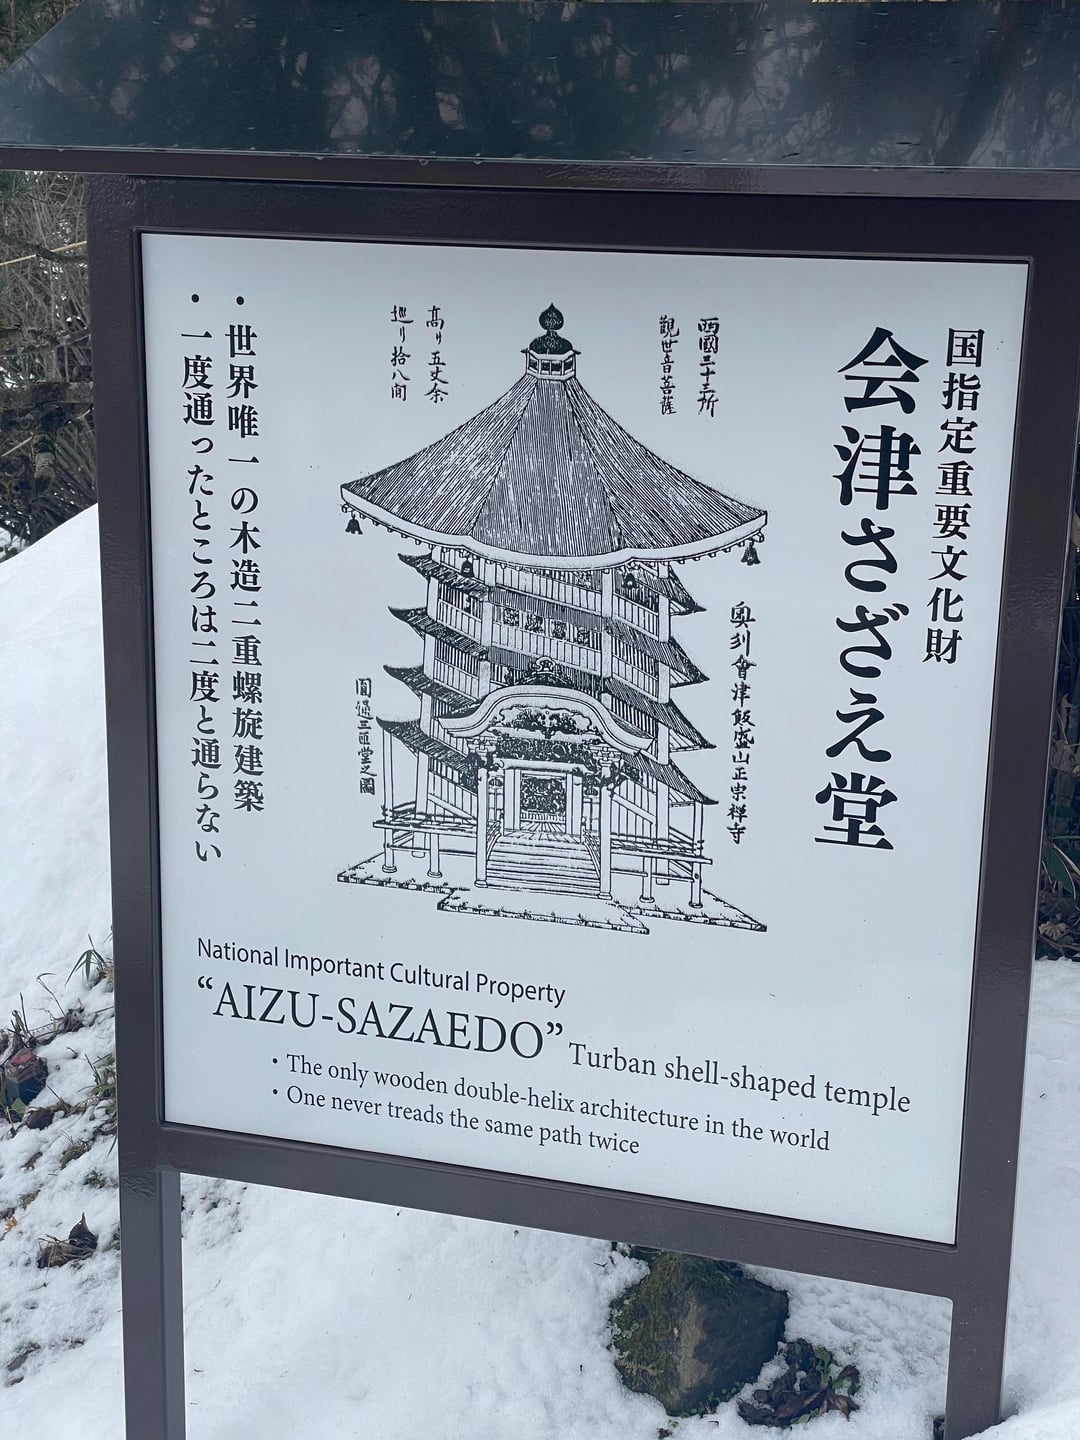 国指定重要文化財
会津さざえ堂
西國三十三所
觀世音菩薩
奥刕會津飯盛山正宗禅寺
高サ五丈余
巡り拾八間
圓通三匝堂之圖
・世界唯一の木造二重螺旋建築
・一度通ったところは二度と通らない
National Important Cultural Property
“AIZU-SAZAEDO” Turban shell-shaped temple
・The only wooden double-helix architecture in the world
・One never treads the same path twice